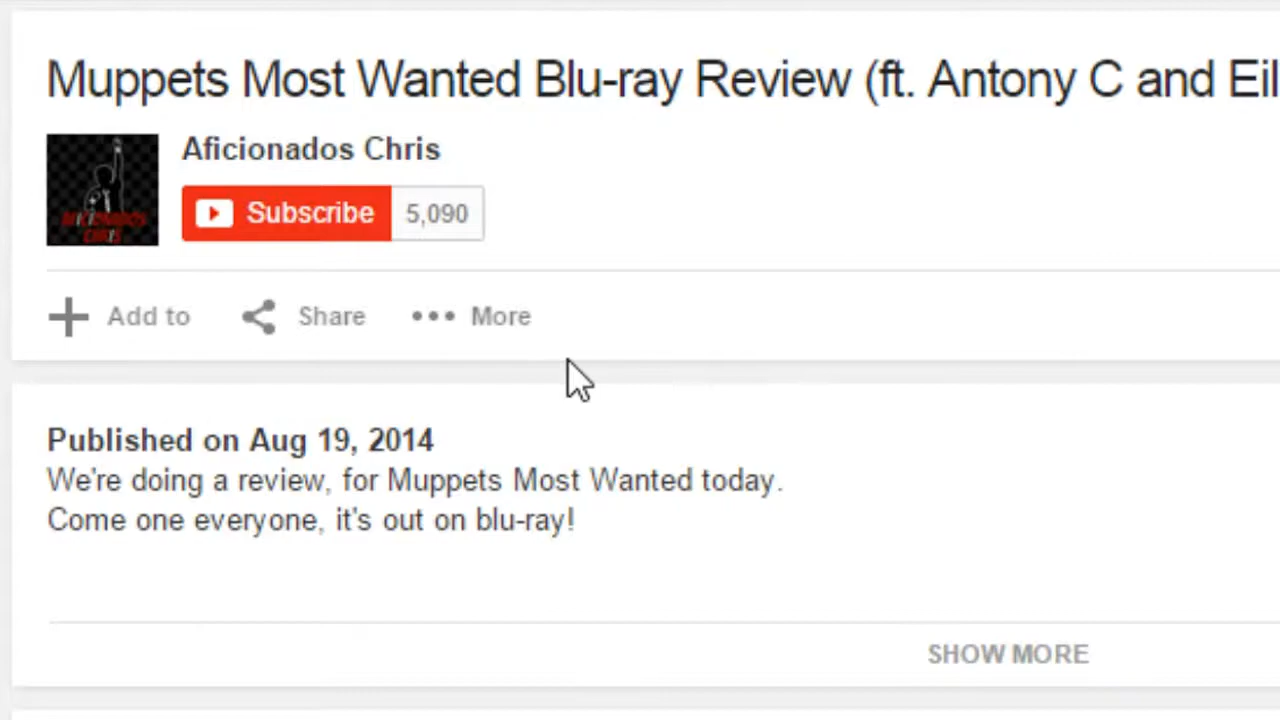 Muppets Most Wanted Blu-ray Review (ft. Antony C and Eil
Aficionados Chris
Subscribe 5,090
Add to Share More
Published on Aug 19, 2014
We're doing a review, for Muppets Most Wanted today.
Come one everyone, it's out on blu-ray!
SHOW MORE